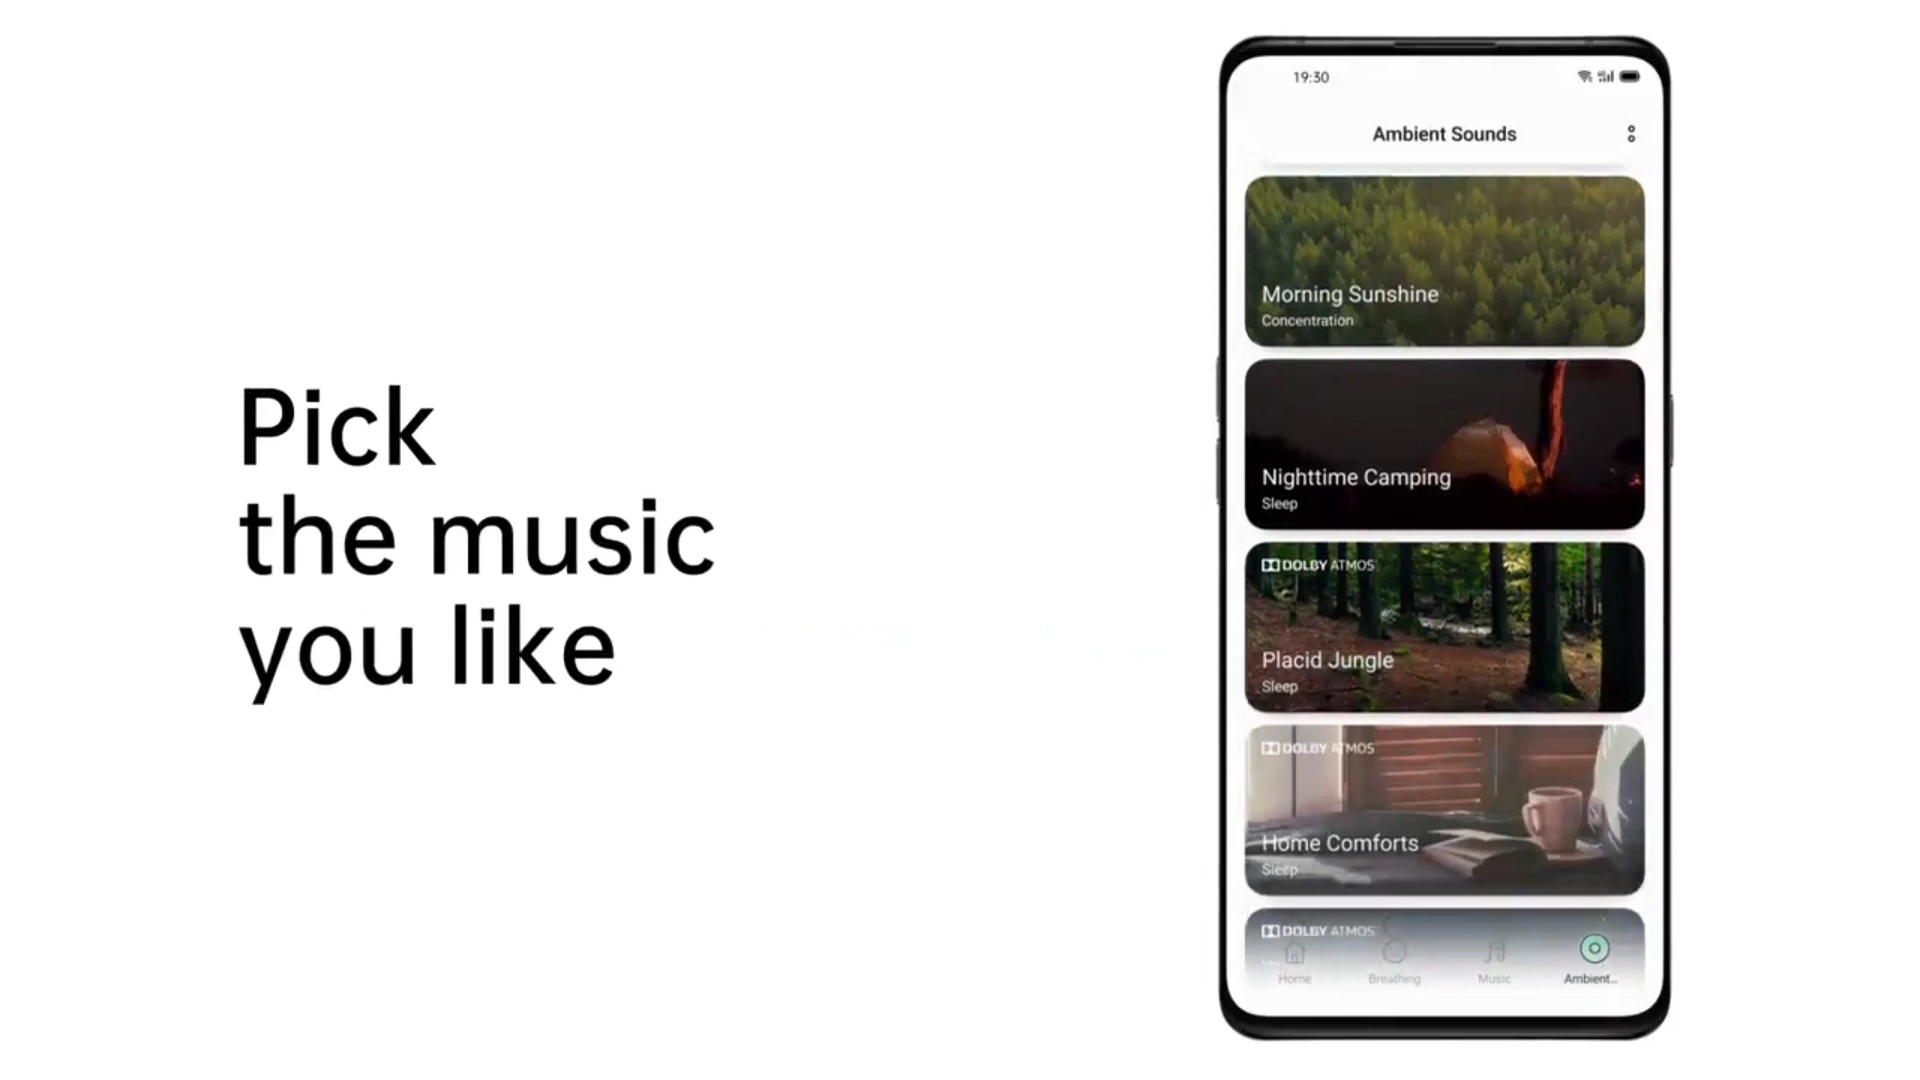 Pick
the music
you like
19:30
Ambient Sounds
Morning Sunshine
Concentration
Nighttime Camping
Sleep
DOLBY ATMOS
Placid Jungle
Sleep
DOLBY ATMOS
Home Comforts
Sleep
DOLBY ATMOS
Home
Breathing
Music
Ambient...